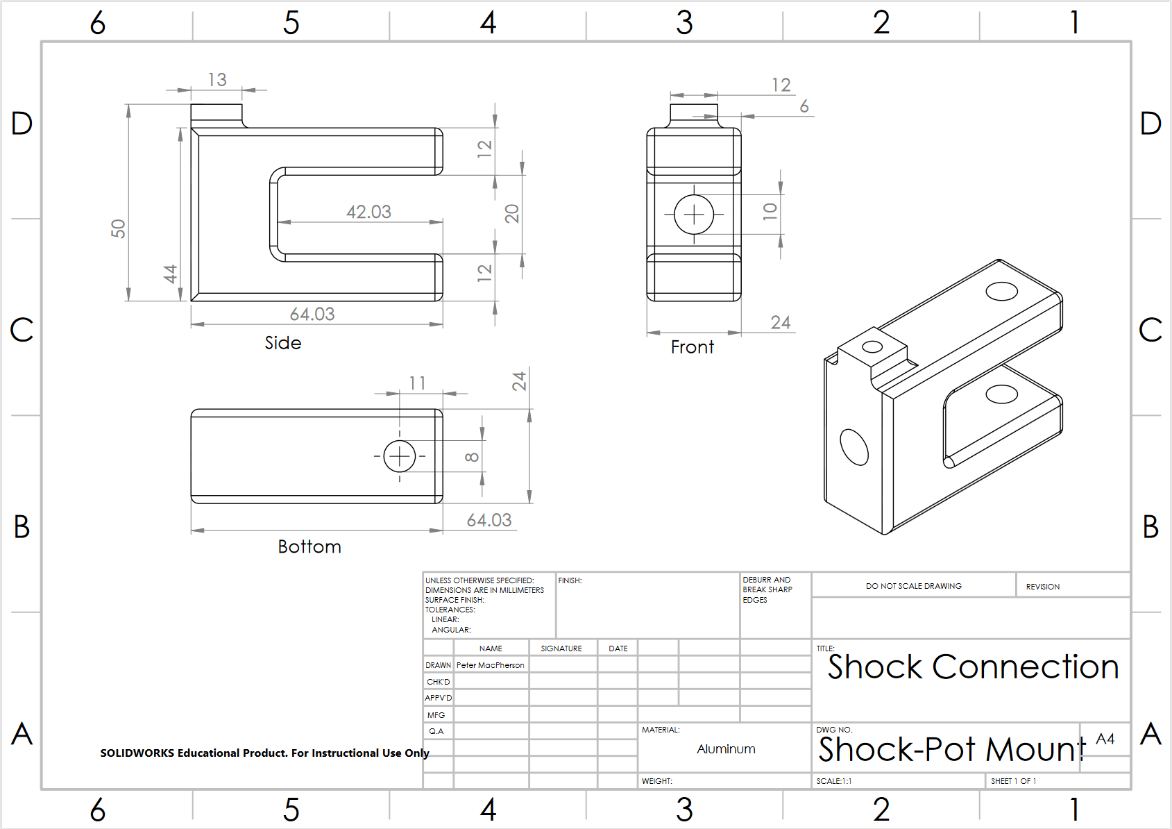 6 5 4 3 2 1
D D
C C
B B
A A
13
50
44
12
20
12
42.03
64.03
Side
12
6
10
24
Front
11
24
8
64.03
Bottom
UNLESS OTHERWISE SPECIFIED:
DIMENSIONS ARE IN MILLIMETERS
SURFACE FINISH:
TOLERANCES:
LINEAR:
ANGULAR:
FINISH:
DEBURR AND
BREAK SHARP
EDGES
DO NOT SCALE DRAWING
REVISION
NAME SIGNATURE DATE
DRAWN Peter MacPherson
CHK'D
APPV'D
MFG
Q.A
TITLE:
Shock Connection
MATERIAL:
Aluminum
DWG NO.
Shock-Pot Mount
A4
WEIGHT:
SCALE:1:1
SHEET 1 OF 1
SOLIDWORKS Educational Product. For Instructional Use Only
6 5 4 3 2 1